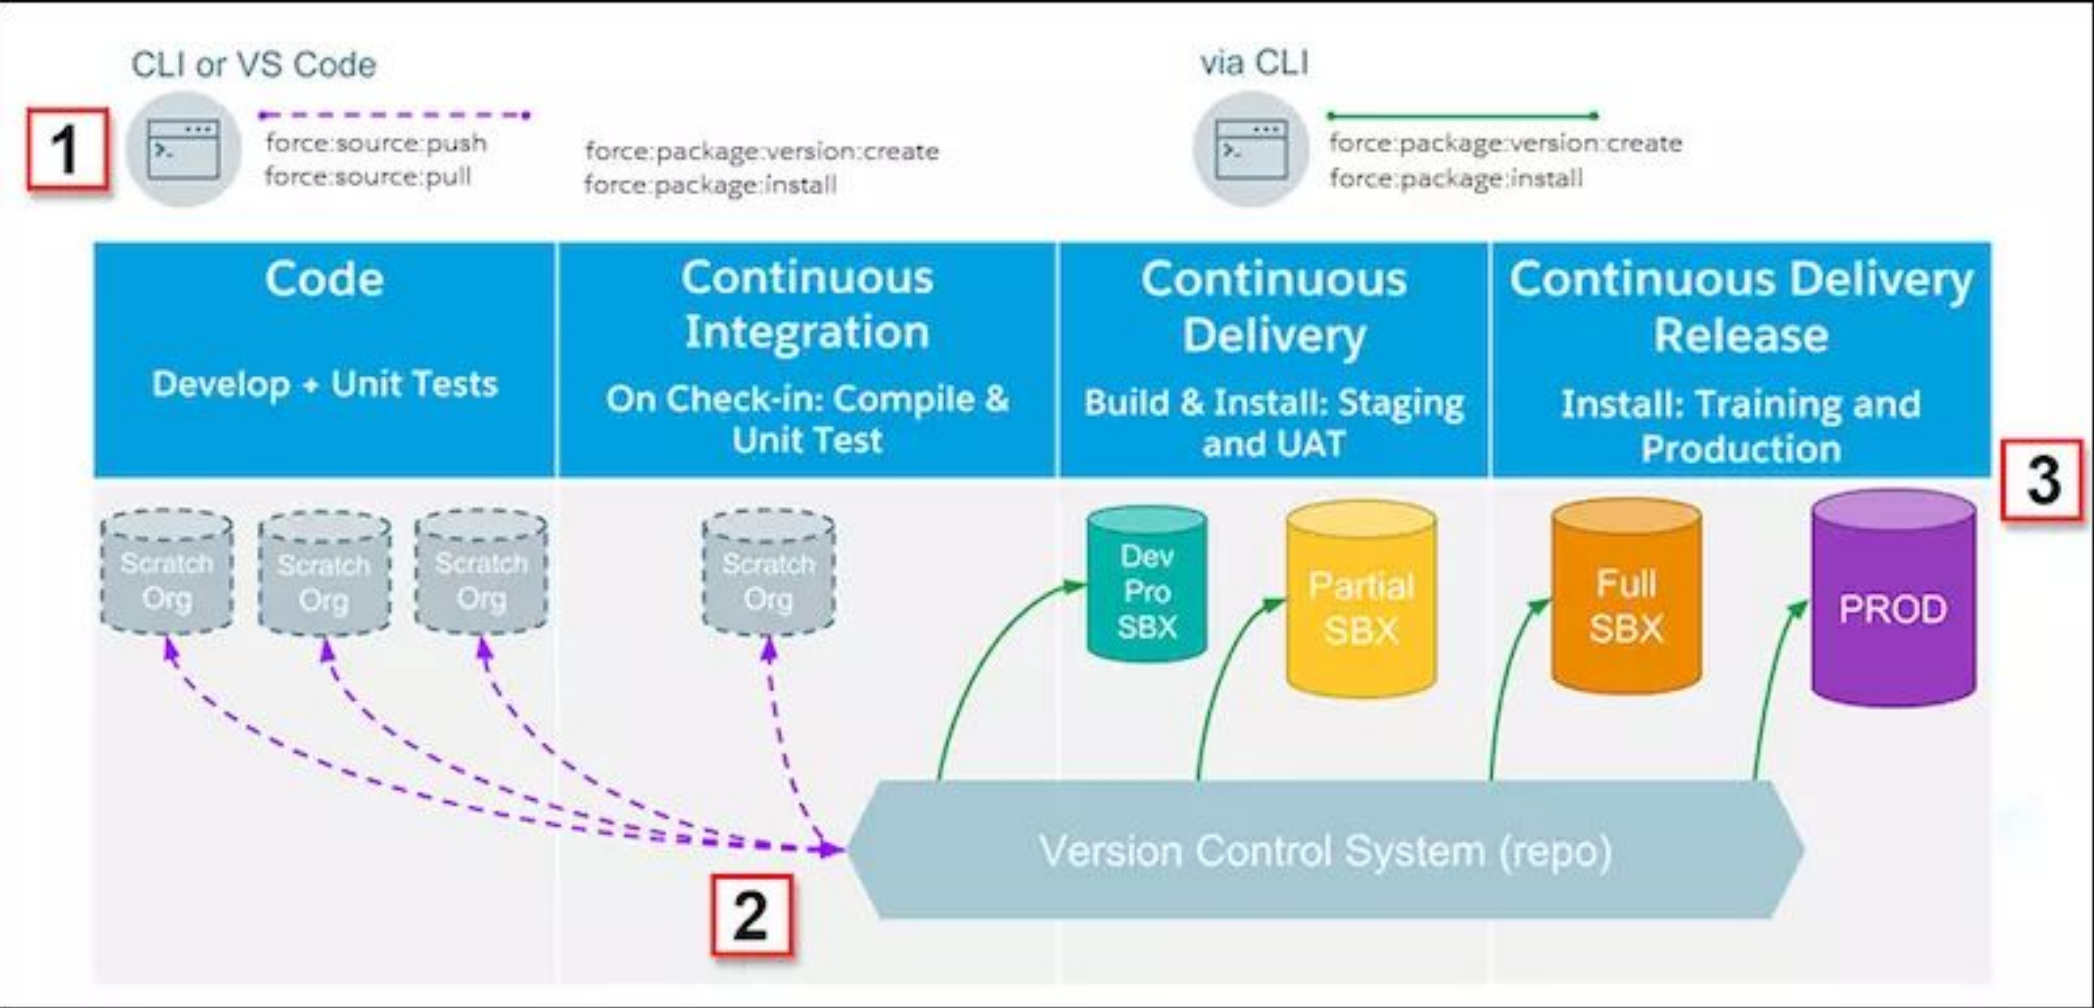 CLI or VS Code
via CLI
1
force:source:push
force:source:pull
force:package:version:create
force:package:install
force:package:version:create
force:package:install
Code
Develop + Unit Tests
Continuous
Integration
On Check-in: Compile &
Unit Test
Continuous
Delivery
Build & Install: Staging
and UAT
Continuous Delivery
Release
Install: Training and
Production
3
Scratch
Org
Scratch
Org
Scratch
Org
Scratch
Org
Dev
Pro
SBX
Partial
SBX
Full
SBX
PROD
Version Control System (repo)
2